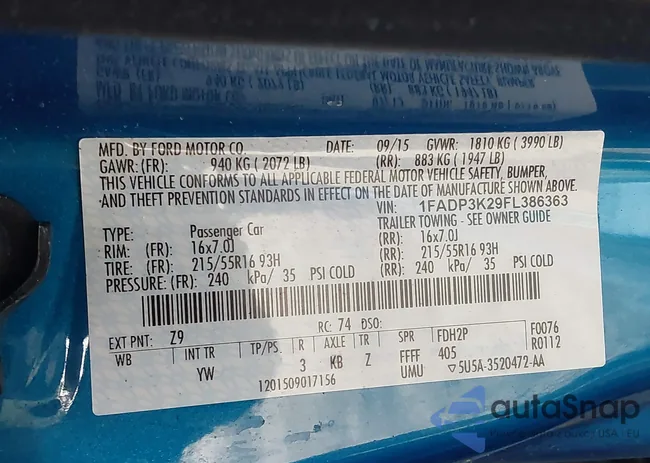 MFD. BY FORD MOTOR CO. DATE: 09/15 GVWR: 1810 KG ( 3990 LB)
GAWR: (FR): 940 KG ( 2072 LB) (RR): 883 KG ( 1947 LB)
THIS VEHICLE CONFORMS TO ALL APPLICABLE FEDERAL MOTOR VEHICLE SAFETY, BUMPER,
AND THEFT PREVENTION STANDARDS IN EFFECT ON THE DATE OF MANUFACTURE SHOWN ABOVE.
VIN: 1FADP3K29FL386363
TYPE: Passenger Car TRAILER TOWING - SEE OWNER GUIDE
RIM: (FR): 16x7.0J (RR): 16x7.0J
TIRE: (FR): 215/55R16 93H (RR): 215/55R16 93H
PRESSURE: (FR): 240 kPa/ 35 PSI COLD (RR): 240 kPa/ 35 PSI COLD
EXT PNT: Z9 RC: 74 DSO: F0076
WB INT TR TP/PS R AXLE TR SPR FDH2P R0112
YW 3 KB Z FFFF 405
UMU ▽5U5A-3520472-AA
1201509017156
autoSnap